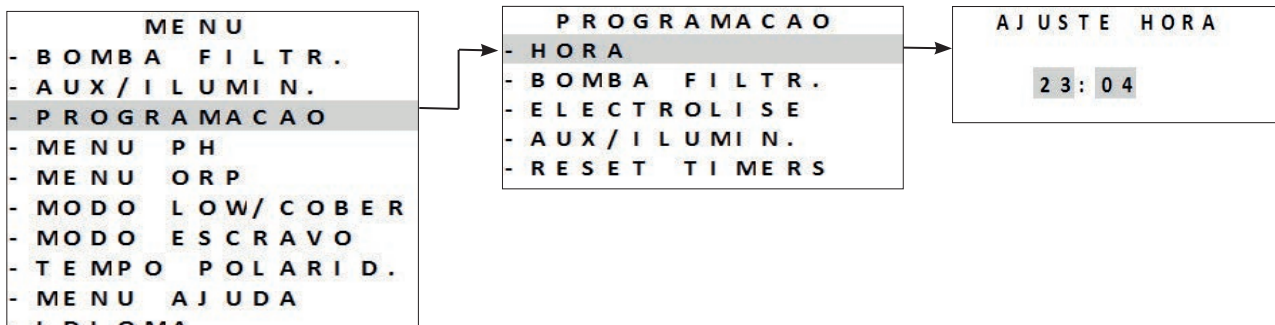 MENU
- BOMBA FILTR.
- AUX/ILUMIN.
- PROGRAMACAO
- MENU PH
- MENU ORP
- MODO LOW/COBER
- MODO ESCRAVO
- TEMPO POLARID.
- MENU AJUDA
- IDIOMA
PROGRAMACAO
- HORA
- BOMBA FILTR.
- ELECTROLISE
- AUX/ILUMIN.
- RESET TIMERS
AJUSTE HORA
23:04